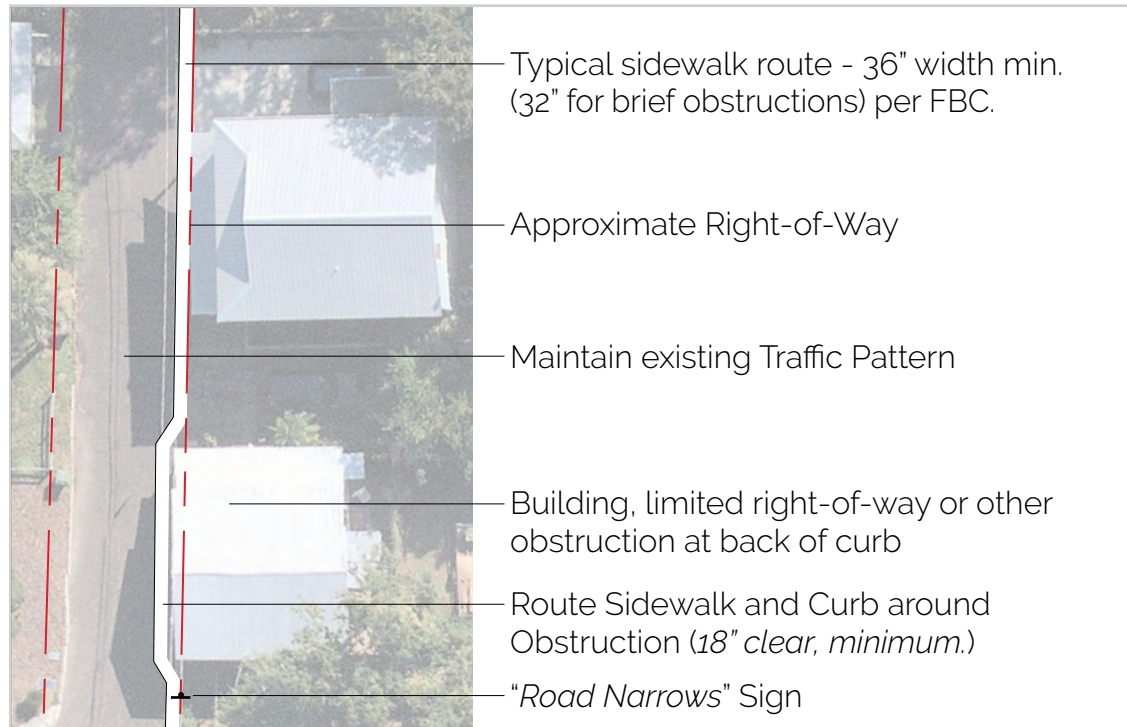 Typical sidewalk route - 36” width min.
(32” for brief obstructions) per FBC.
Approximate Right-of-Way
Maintain existing Traffic Pattern
Building, limited right-of-way or other
obstruction at back of curb
Route Sidewalk and Curb around
Obstruction (18” clear, minimum.)
“Road Narrows” Sign